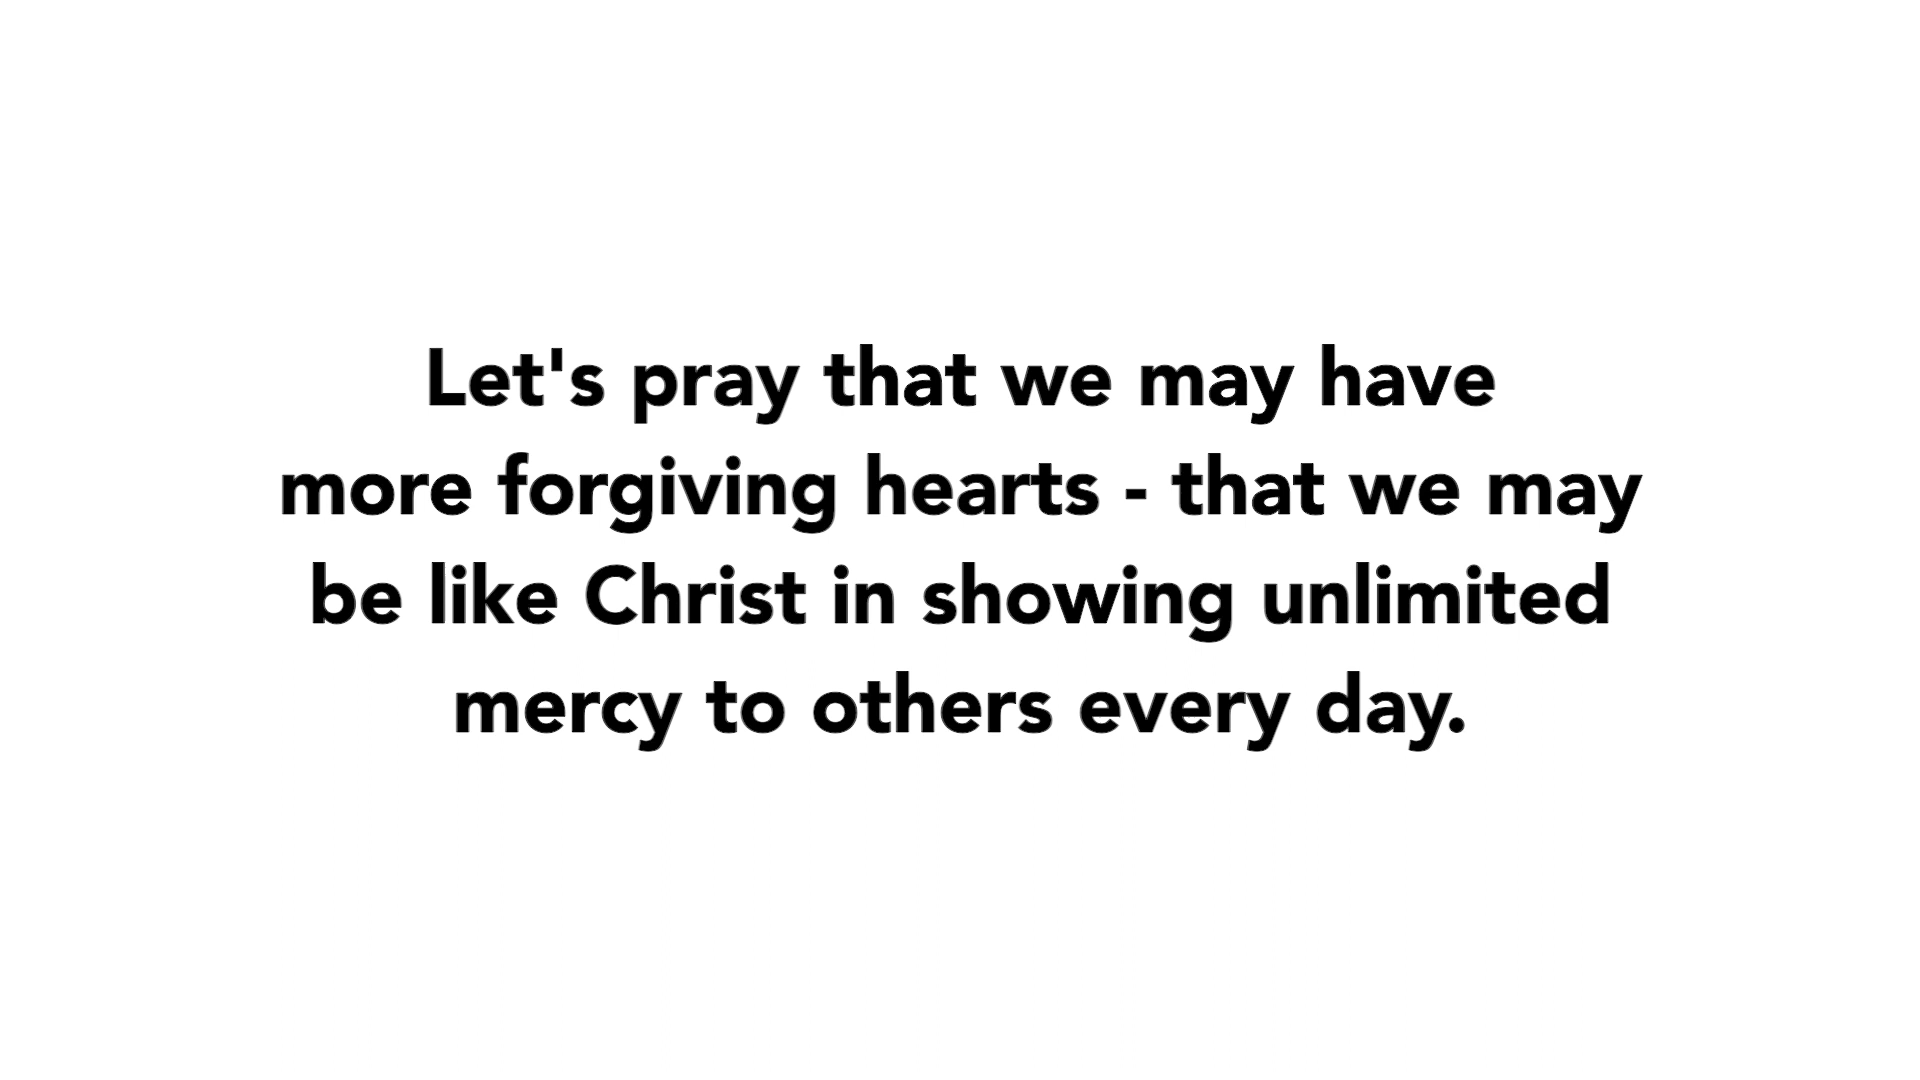 Let's pray that we may have
more forgiving hearts - that we may
be like Christ in showing unlimited
mercy to others every day.